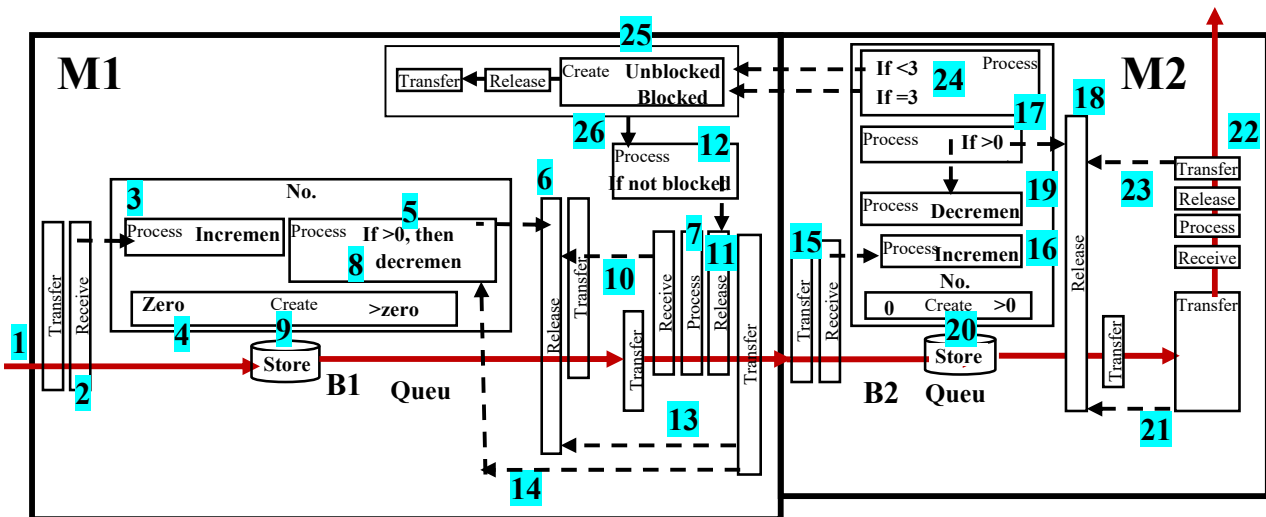 25
M1
Transfer
Release
Create
Unblocked
Blocked
If <3
Process
24
If =3
M2
18
17
26
12
Process
If not blocked
Process
If >0
22
23
Transfer
Release
Process
Receive
Transfer
No.
3
Process Incremen
5
Process If >0, then
8 decremen
6
7
11
10
19
Process Decremen
15
Process Incremen
16
No.
0 Create >0
20
Zero Create >zero
4
9
1
2
Transfer
Receive
Store
B1
Queu
Release
Transfer
Transfer
Receive
Process
Release
Transfer
Transfer
Receive
Store
B2
Queu
Release
Transfer
13
14
21